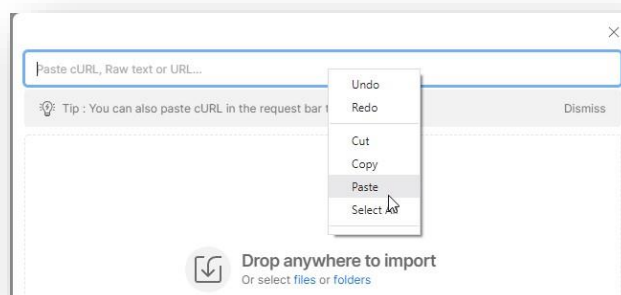 Paste cURL, Raw text or URL...
Tip : You can also paste cURL in the request bar
Dismiss
Undo
Redo
Cut
Copy
Paste
Select
Drop anywhere to import
Or select files or folders